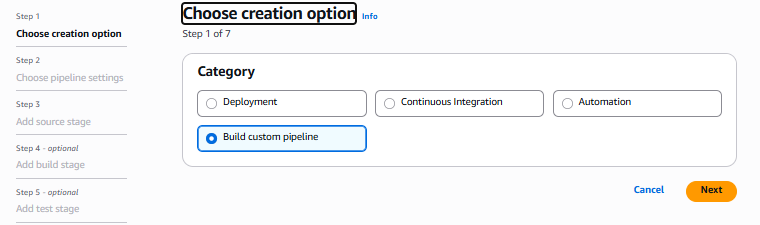 Step 1
Choose creation option
Step 2
Choose pipeline settings
Step 3
Add source stage
Step 4 - optional
Add build stage
Step 5 - optional
Add test stage
Choose creation option Info
Step 1 of 7
Category
Deployment
Continuous Integration
Automation
Build custom pipeline
Cancel
Next